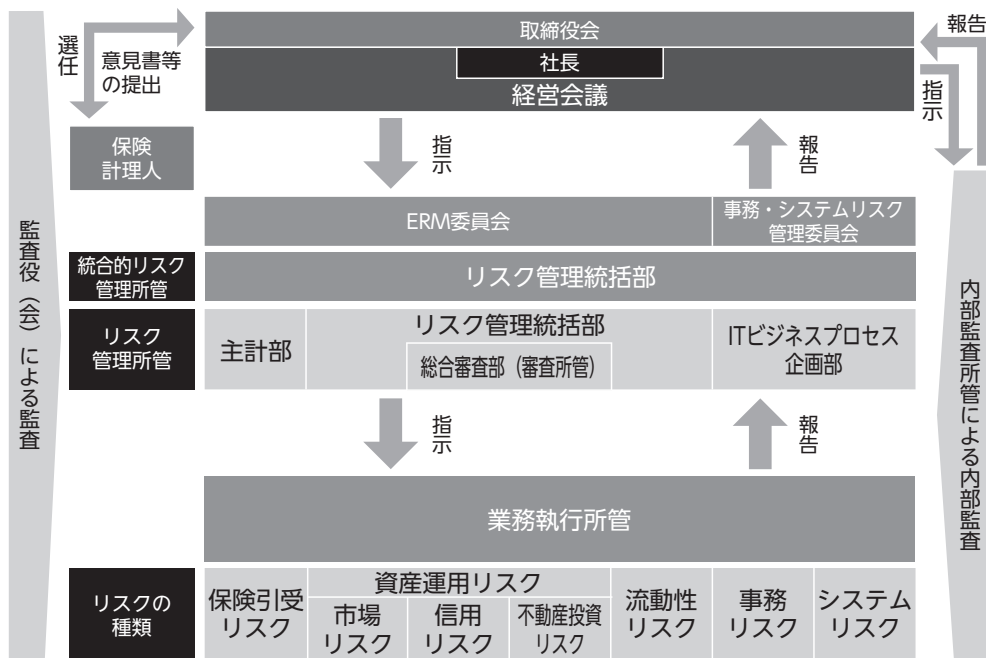 取締役会
社長
経営会議
選任
意見書等
の提出
保険
計理人
報告
指示
指示
報告
ERM委員会
事務・システムリスク
管理委員会
統合的リスク
管理所管
リスク管理統括部
リスク
管理所管
主計部
リスク管理統括部
総合審査部（審査所管）
ITビジネスプロセス
企画部
指示
報告
業務執行所管
リスクの
種類
保険引受
リスク
資産運用リスク
市場
リスク
信用
リスク
不動産投資
リスク
流動性
リスク
事務
リスク
システム
リスク
監査役（会）による監査
内部監査所管による内部監査